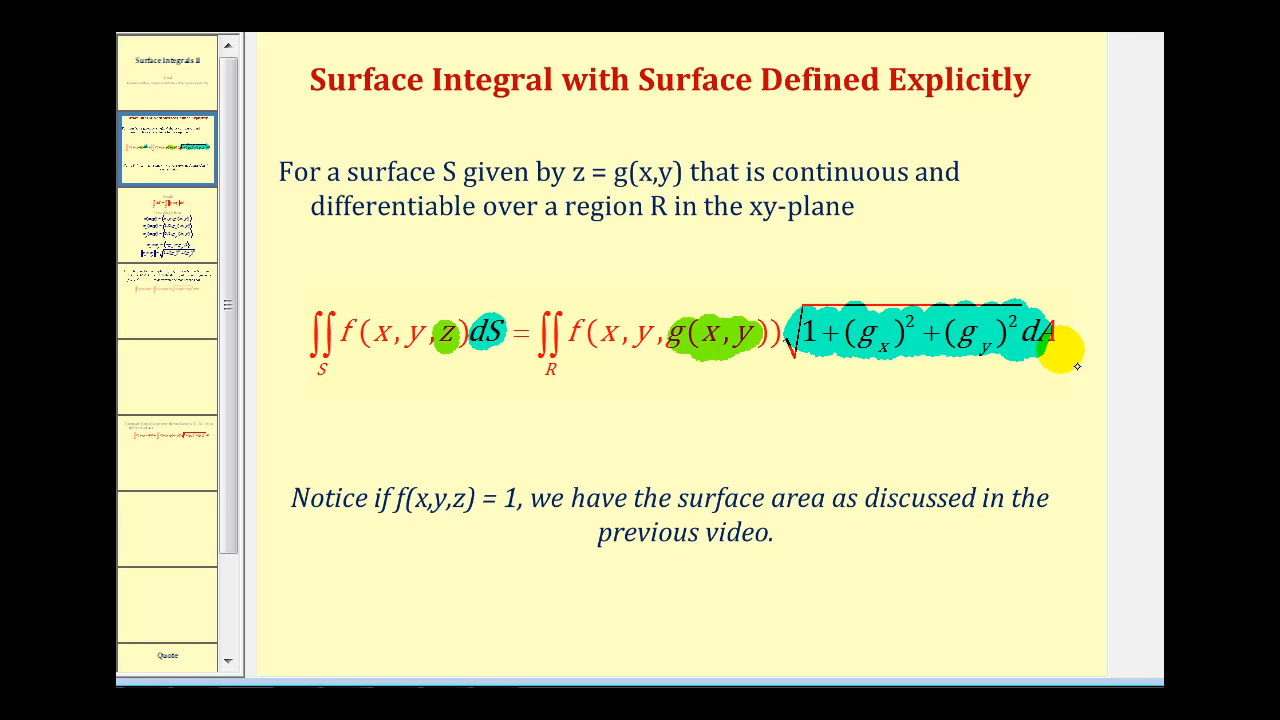 Surface Integrals II
Surface Integral with Surface Defined Explicitly
For a surface S given by z = g(x,y) that is continuous and
differentiable over a region R in the xy-plane
∬_S f(x, y, z)dS = ∬_R f(x, y, g(x, y))√(1+(g_x)²+(g_y)²) dA
Notice if f(x,y,z) = 1, we have the surface area as discussed in the
previous video.
Quote